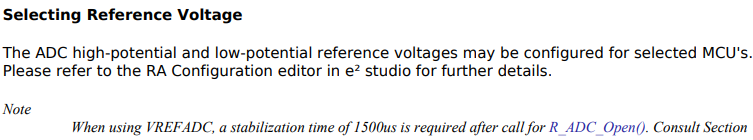 Selecting Reference Voltage
The ADC high-potential and low-potential reference voltages may be configured for selected MCU's.
Please refer to the RA Configuration editor in e² studio for further details.
Note
When using VREFADC, a stabilization time of 1500us is required after call for R_ADC_Open(). Consult Section